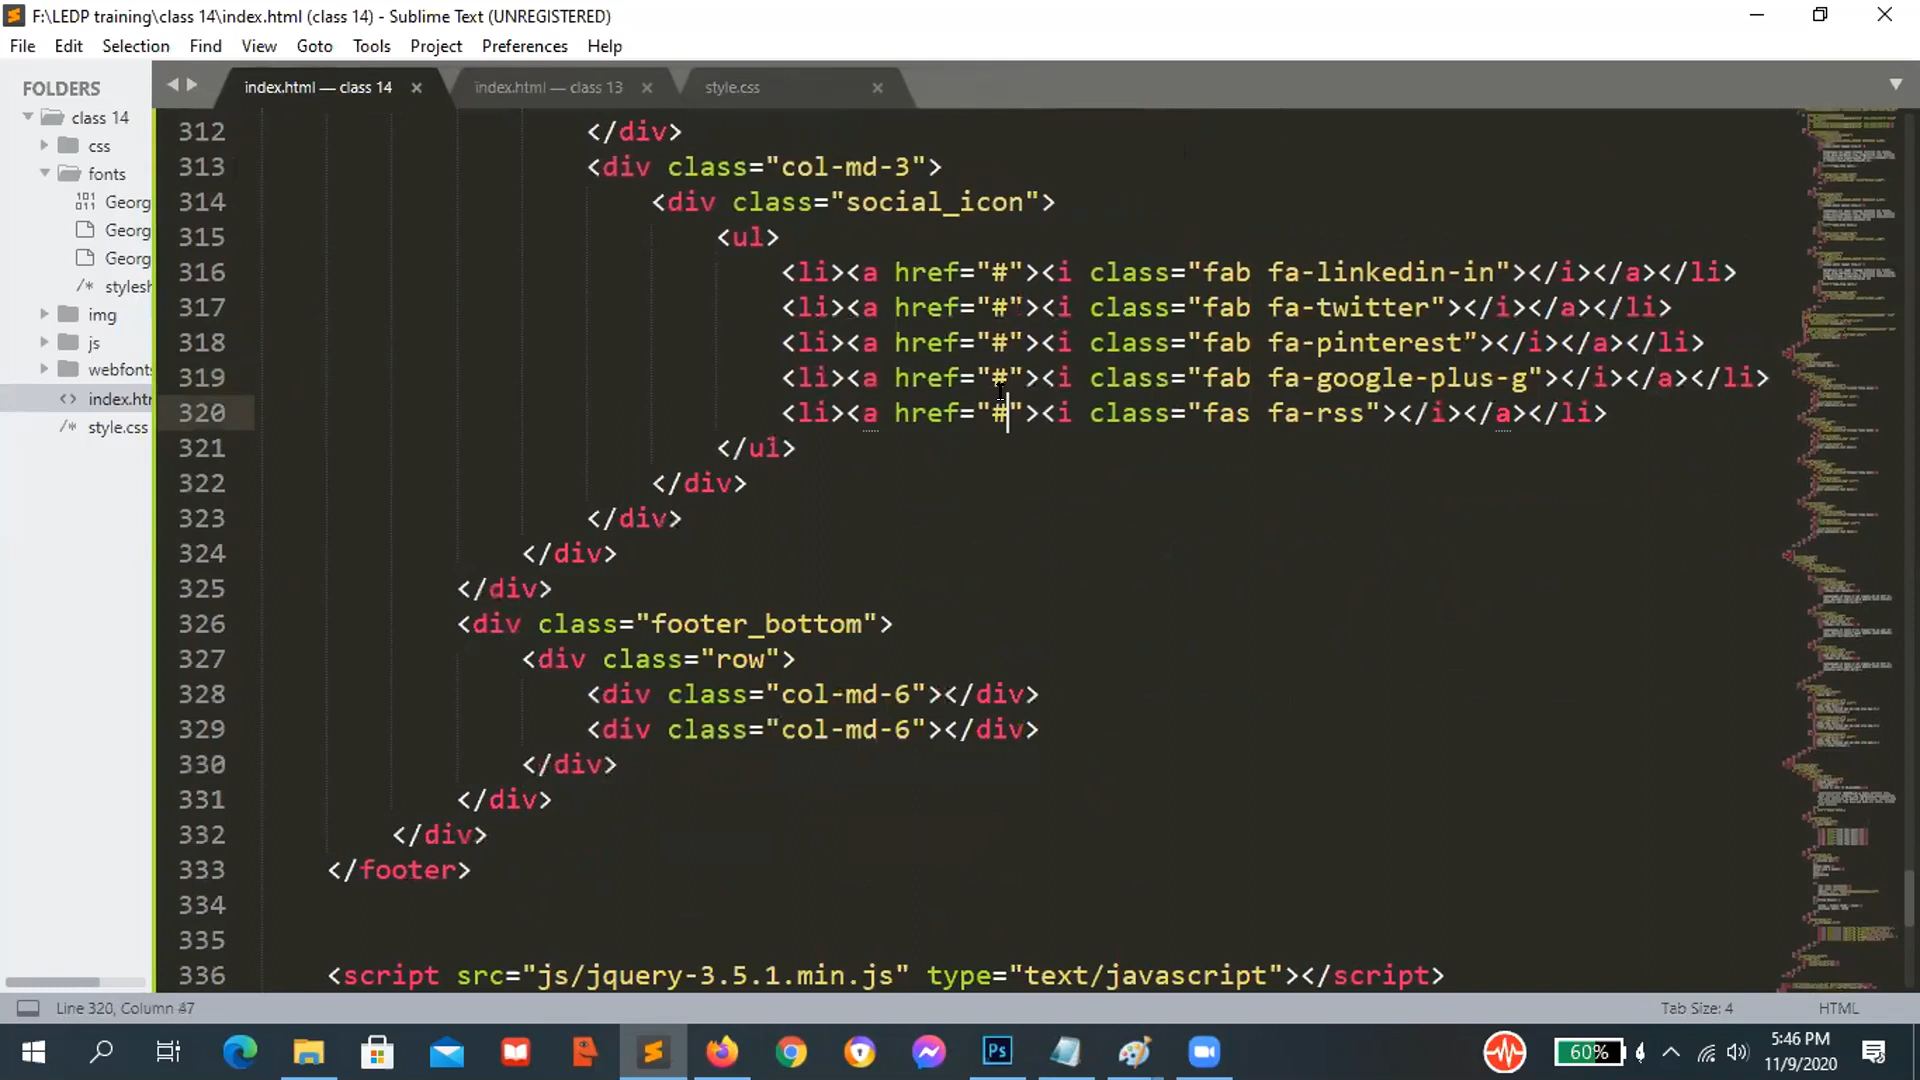 F:\LEDP training\class 14\index.html (class 14) - Sublime Text (UNREGISTERED)
File Edit Selection Find View Goto Tools Project Preferences Help
FOLDERS
class 14
css
fonts
Georg
Georg
Georg
stylesh
img
js
webfonts
index.htm
style.css
index.html — class 14
index.html — class 13
style.css
312 </div>
313 <div class="col-md-3">
314 <div class="social_icon">
315 <ul>
316 <li><a href="#"><i class="fab fa-linkedin-in"></i></a></li>
317 <li><a href="#"><i class="fab fa-twitter"></i></a></li>
318 <li><a href="#"><i class="fab fa-pinterest"></i></a></li>
319 <li><a href="#"><i class="fab fa-google-plus-g"></i></a></li>
320 <li><a href="#"><i class="fas fa-rss"></i></a></li>
321 </ul>
322 </div>
323 </div>
324 </div>
325 </div>
326 <div class="footer_bottom">
327 <div class="row">
328 <div class="col-md-6"></div>
329 <div class="col-md-6"></div>
330 </div>
331 </div>
332 </div>
333 </footer>
334
335
336 <script src="js/jquery-3.5.1.min.js" type="text/javascript"></script>
Line 320, Column 47
Tab Size: 4
HTML
Ps
60%
5:46 PM
11/9/2020